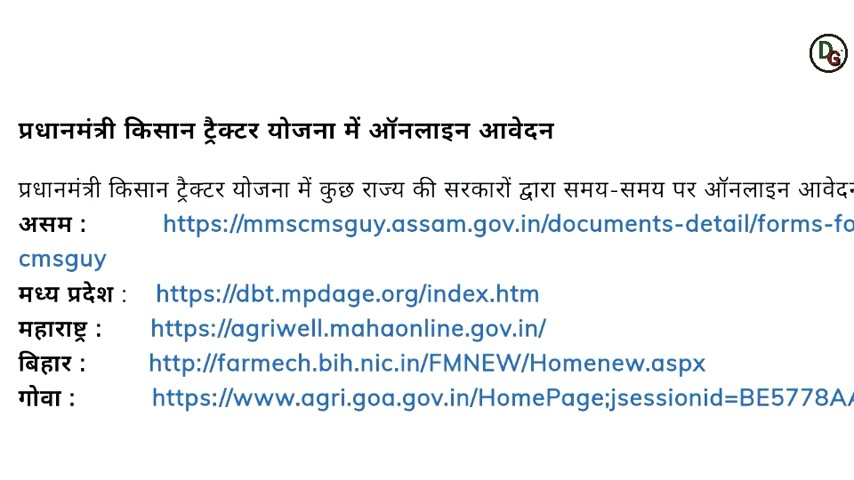 DG
प्रधानमंत्री किसान ट्रैक्टर योजना में ऑनलाइन आवेदन
प्रधानमंत्री किसान ट्रैक्टर योजना में कुछ राज्य की सरकारों द्वारा समय-समय पर ऑनलाइन
असम : https://mmscmsguy.assam.gov.in/documents-detail/forms-fo
cmsguy
मध्य प्रदेश : https://dbt.mpdage.org/index.htm
महाराष्ट्र : https://agriwell.mahaonline.gov.in/
बिहार : http://farmech.bih.nic.in/FMNEW/Homenew.aspx
गोवा : https://www.agri.goa.gov.in/HomePage;jsessionid=BE5778A